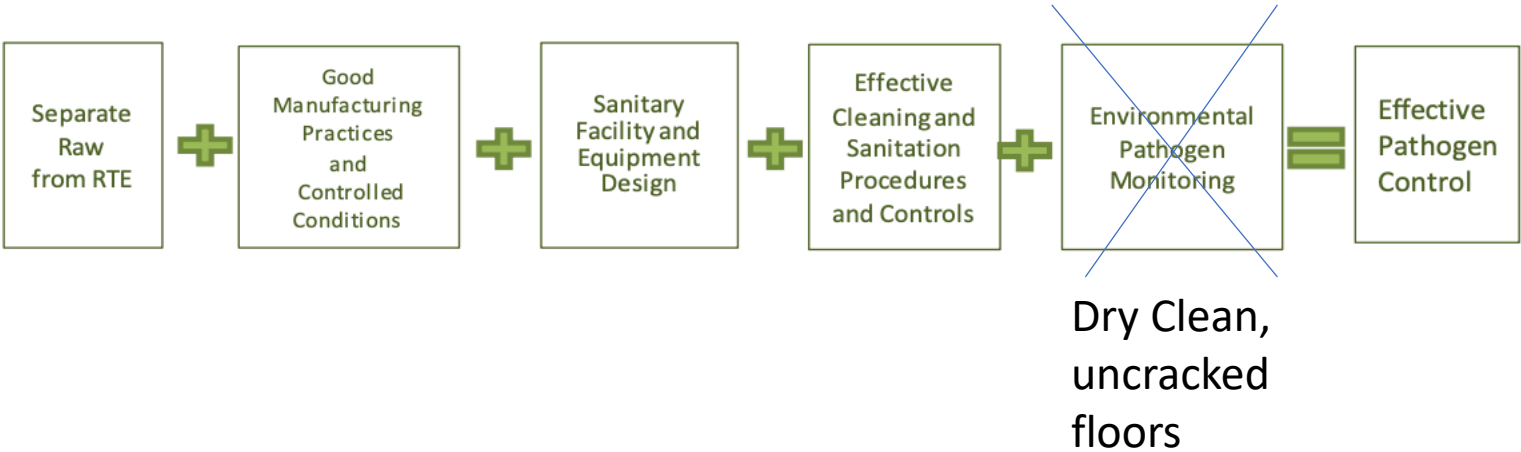 Separate
Raw
from RTE
Good
Manufacturing
Practices
and
Controlled
Conditions
Sanitary
Facility and
Equipment
Design
Effective
Cleaning and
Sanitation
Procedures
and Controls
Environmental
Pathogen
Monitoring
Effective
Pathogen
Control
Dry Clean,
uncracked
floors